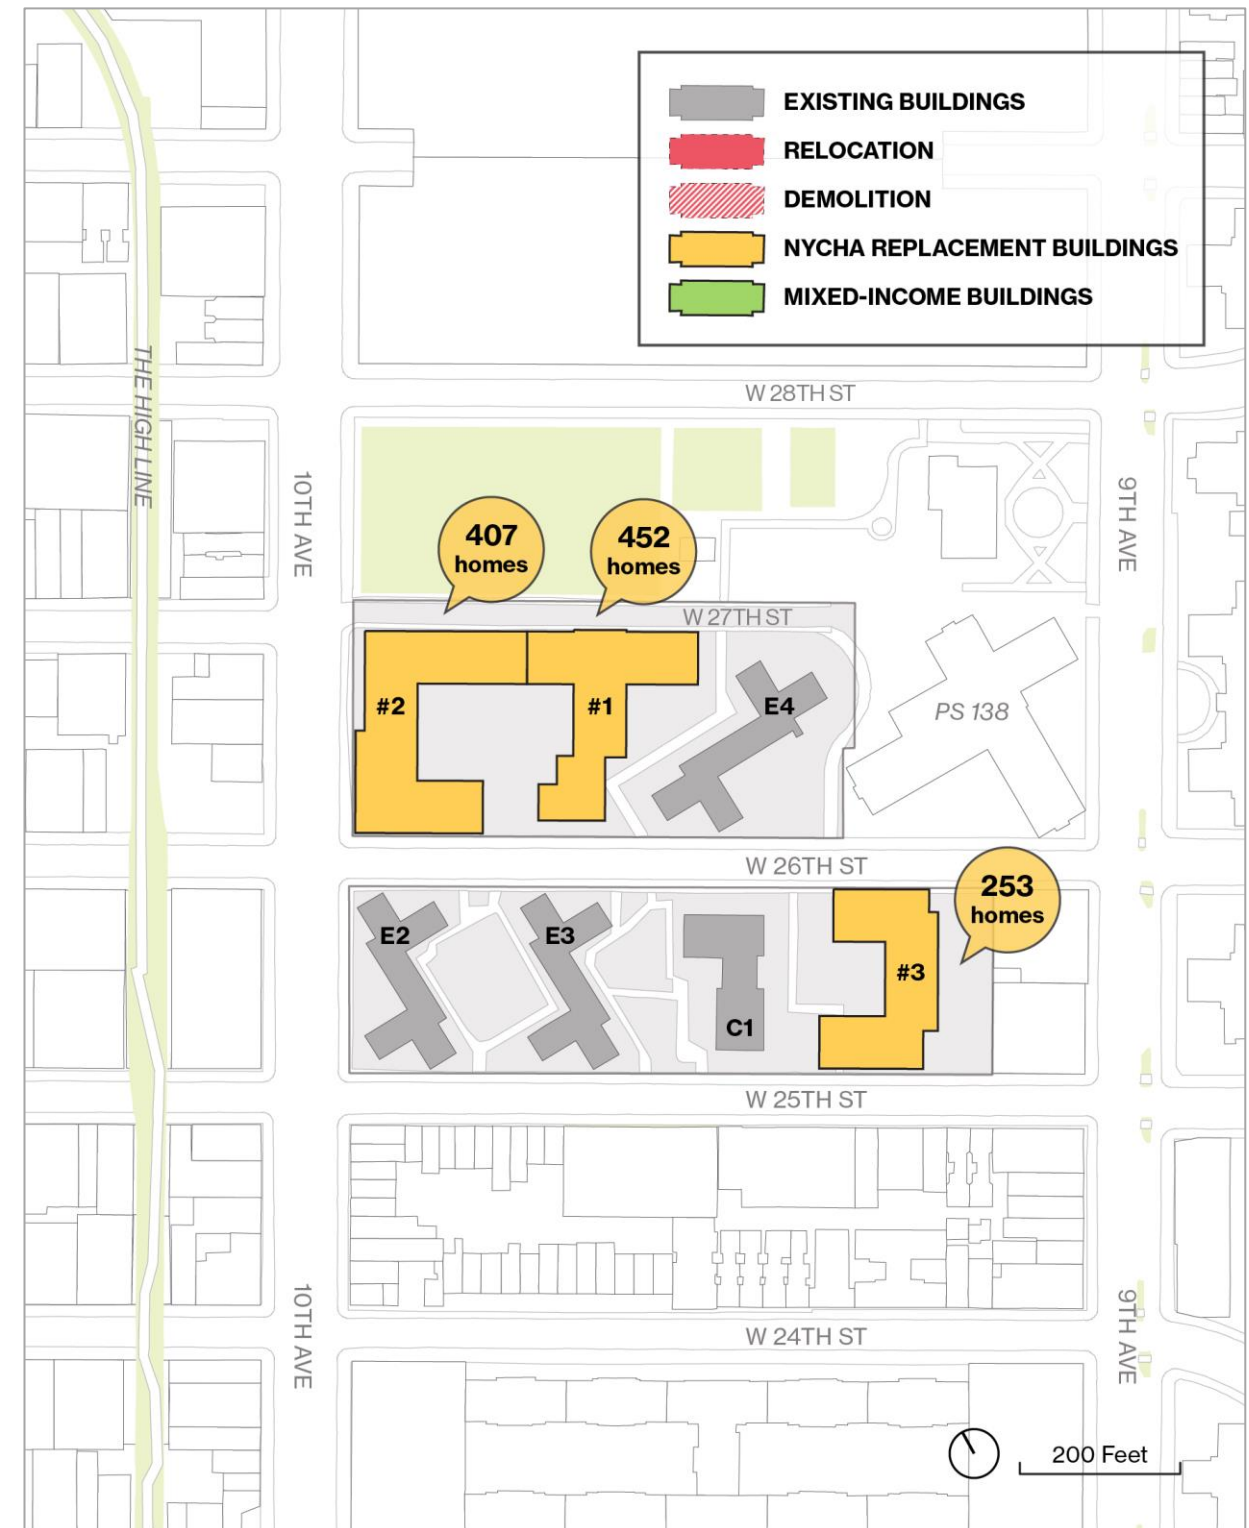 EXISTING BUILDINGS
RELOCATION
DEMOLITION
NYCHA REPLACEMENT BUILDINGS
MIXED-INCOME BUILDINGS
THE HIGH LINE
W 28TH ST
10TH AVE
9TH AVE
407
homes
452
homes
W 27TH ST
#2
#1
E4
PS 138
W 26TH ST
253
homes
E2
E3
#3
C1
W 25TH ST
10TH AVE
9TH AVE
W 24TH ST
200 Feet